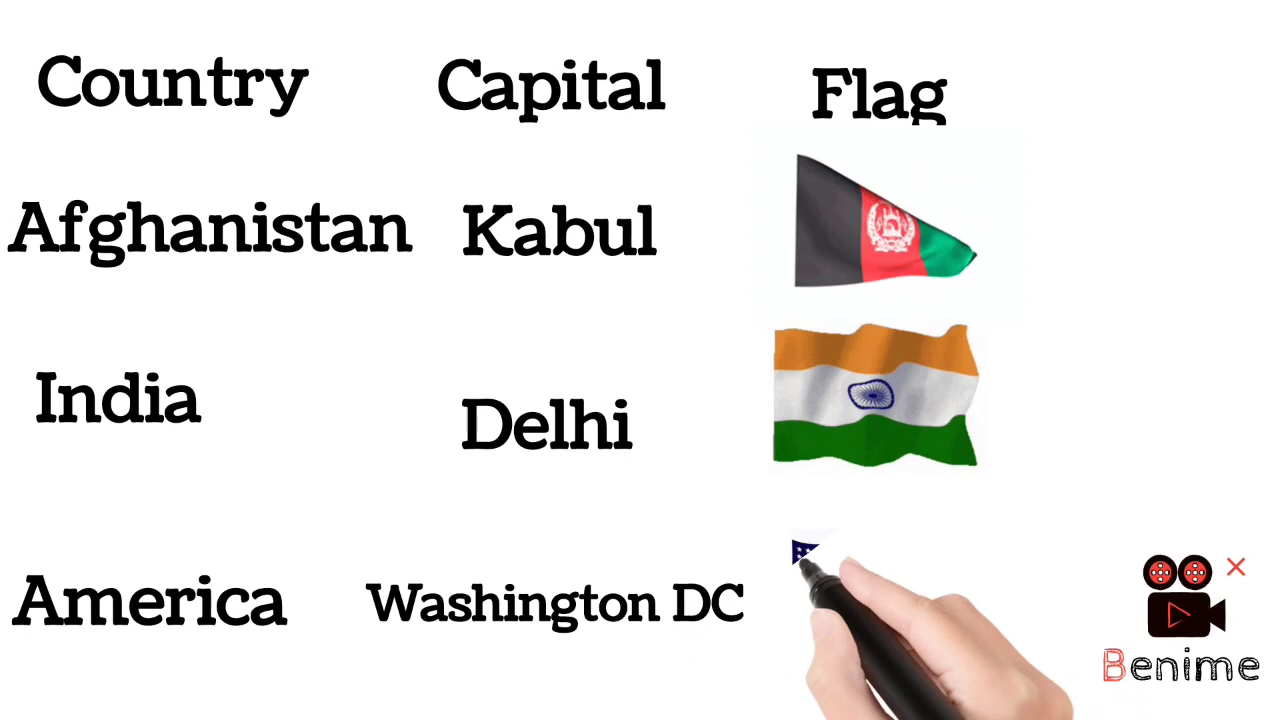 Country Capital Flag
Afghanistan Kabul
India Delhi
America Washington DC
Benime